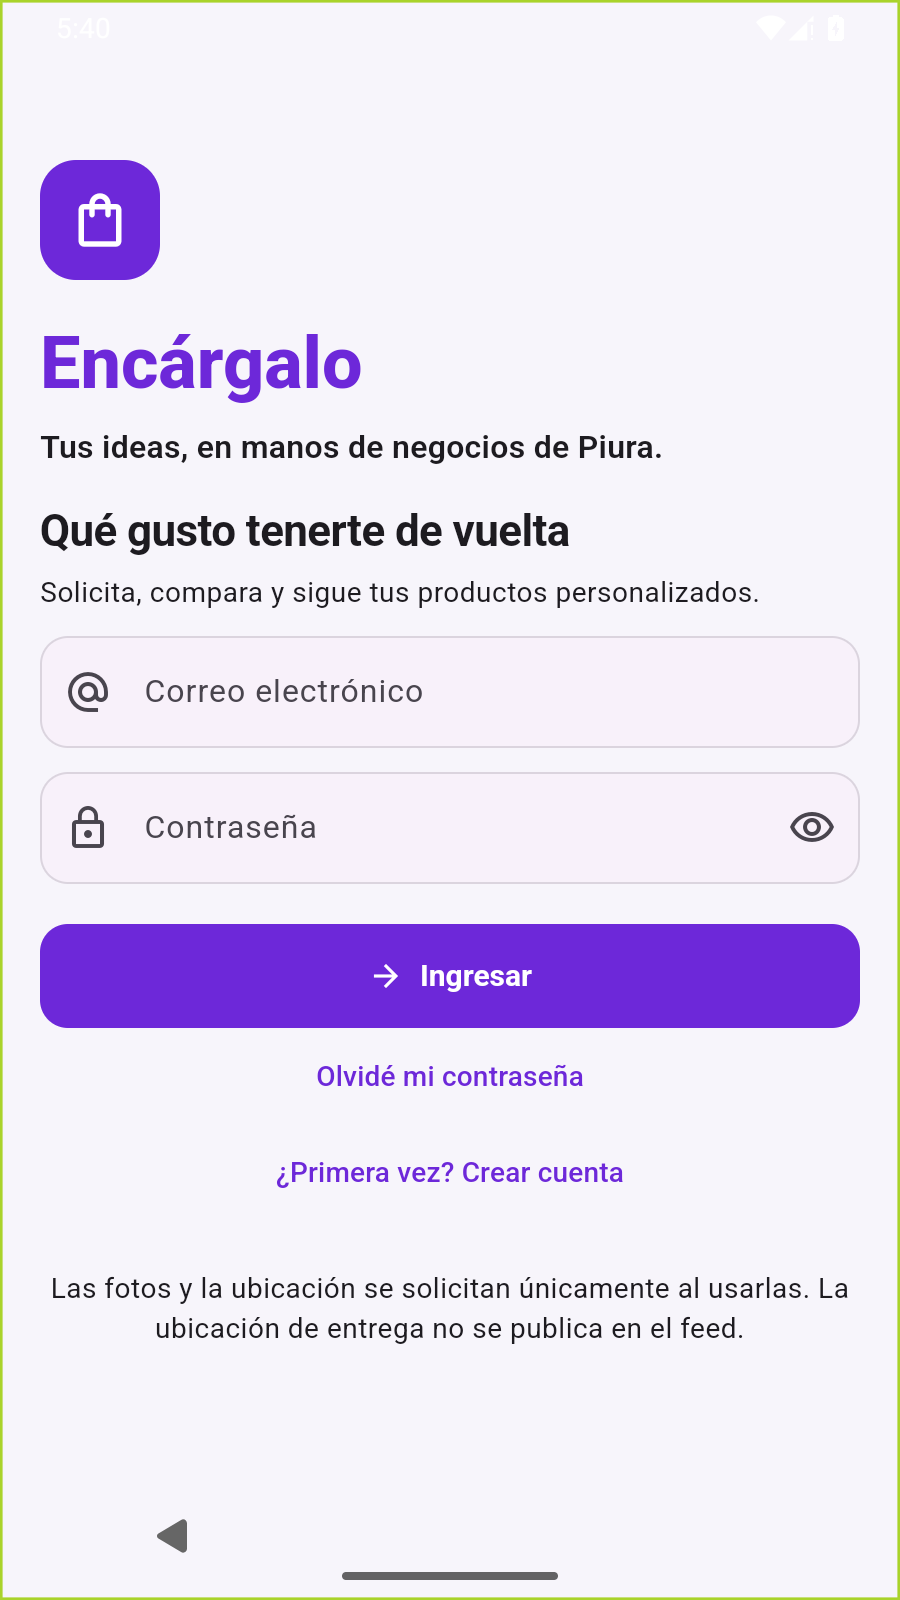 5:40
Encárgalo
Tus ideas, en manos de negocios de Piura.
Qué gusto tenerte de vuelta
Solicita, compara y sigue tus productos personalizados.
Correo electrónico
Contraseña
Ingresar
Olvidé mi contraseña
¿Primera vez? Crear cuenta
Las fotos y la ubicación se solicitan únicamente al usarlas. La
ubicación de entrega no se publica en el feed.